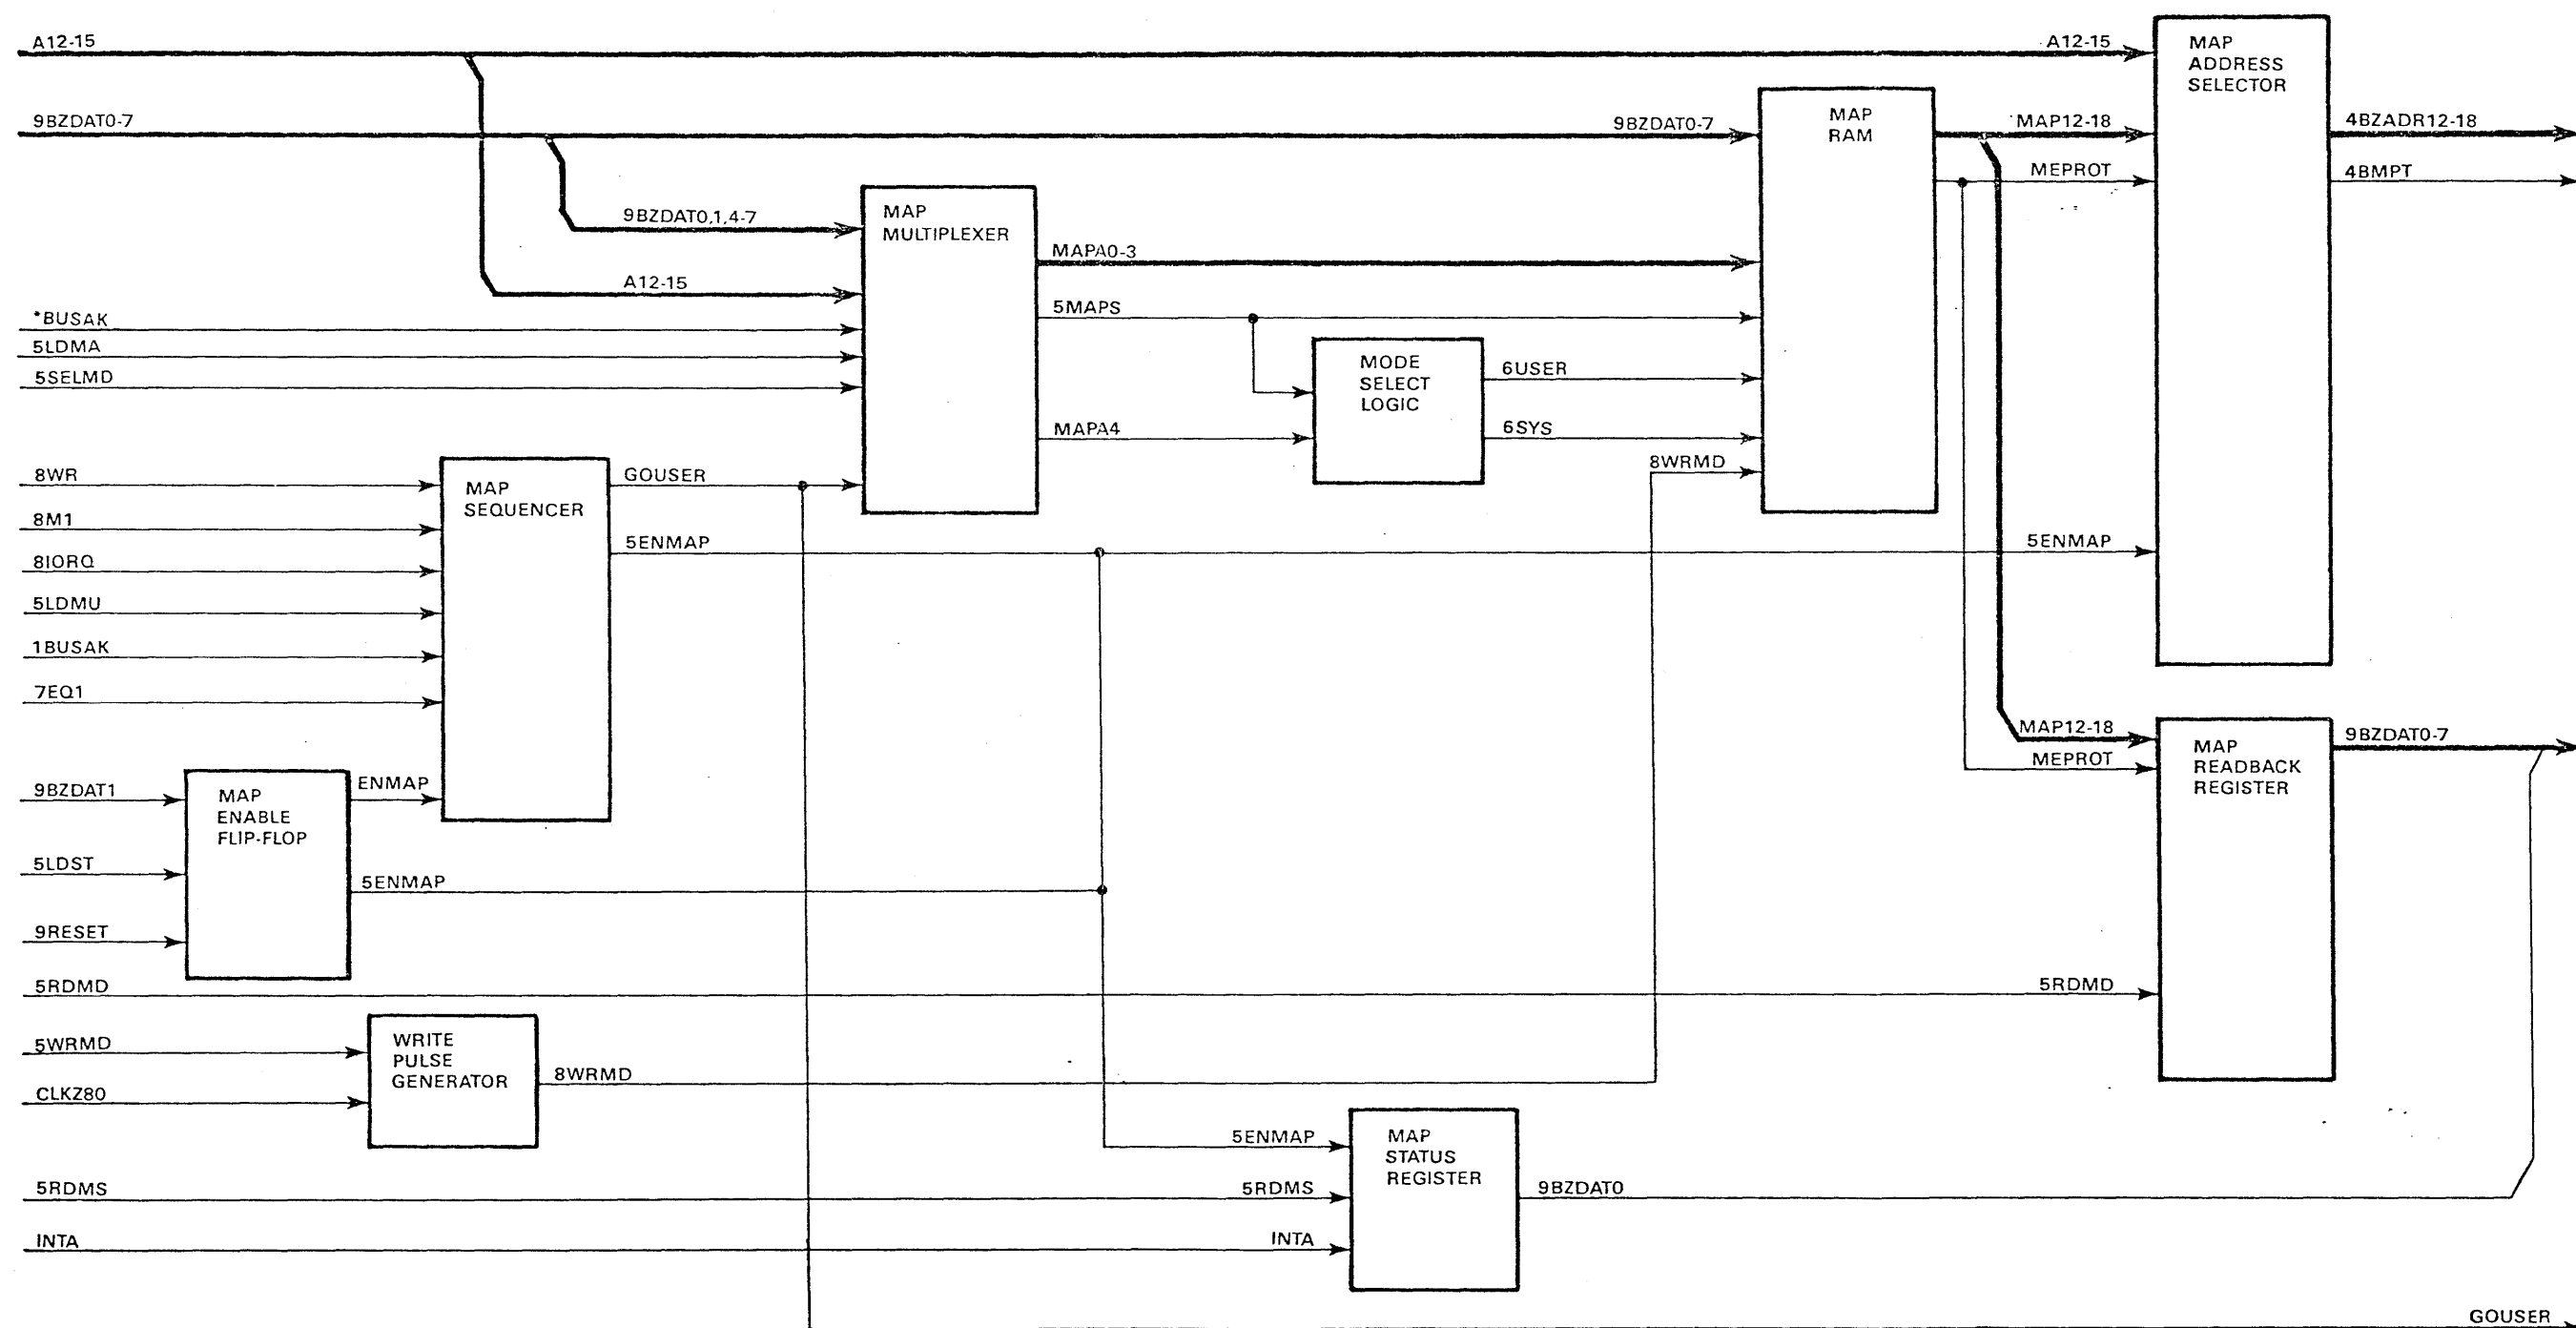 A12-15
A12-15
MAP
ADDRESS
SELECTOR
9BZDAT0-7
9BZDAT0-7
MAP
RAM
MAP12-18
4BZADR12-18
MEPROT
4BMPT
9BZDAT0,1,4-7
MAP
MULTIPLEXER
MAPA0-3
A12-15
5MAPS
*BUSAK
5LDMA
5SELMD
MODE
SELECT
LOGIC
6USER
MAPA4
6SYS
8WRMD
8WR
MAP
SEQUENCER
GOUSER
8M1
5ENMAP
5ENMAP
8IORQ
5LDMU
1BUSAK
7EQ1
MAP12-18
MEPROT
MAP
READBACK
REGISTER
9BZDAT0-7
9BZDAT1
MAP
ENABLE
FLIP-FLOP
ENMAP
5LDST
5ENMAP
9RESET
5RDMD
5RDMD
5WRMD
WRITE
PULSE
GENERATOR
8WRMD
CLKZ80
5ENMAP
MAP
STATUS
REGISTER
5RDMS
5RDMS
9BZDAT0
INTA
INTA
GOUSER